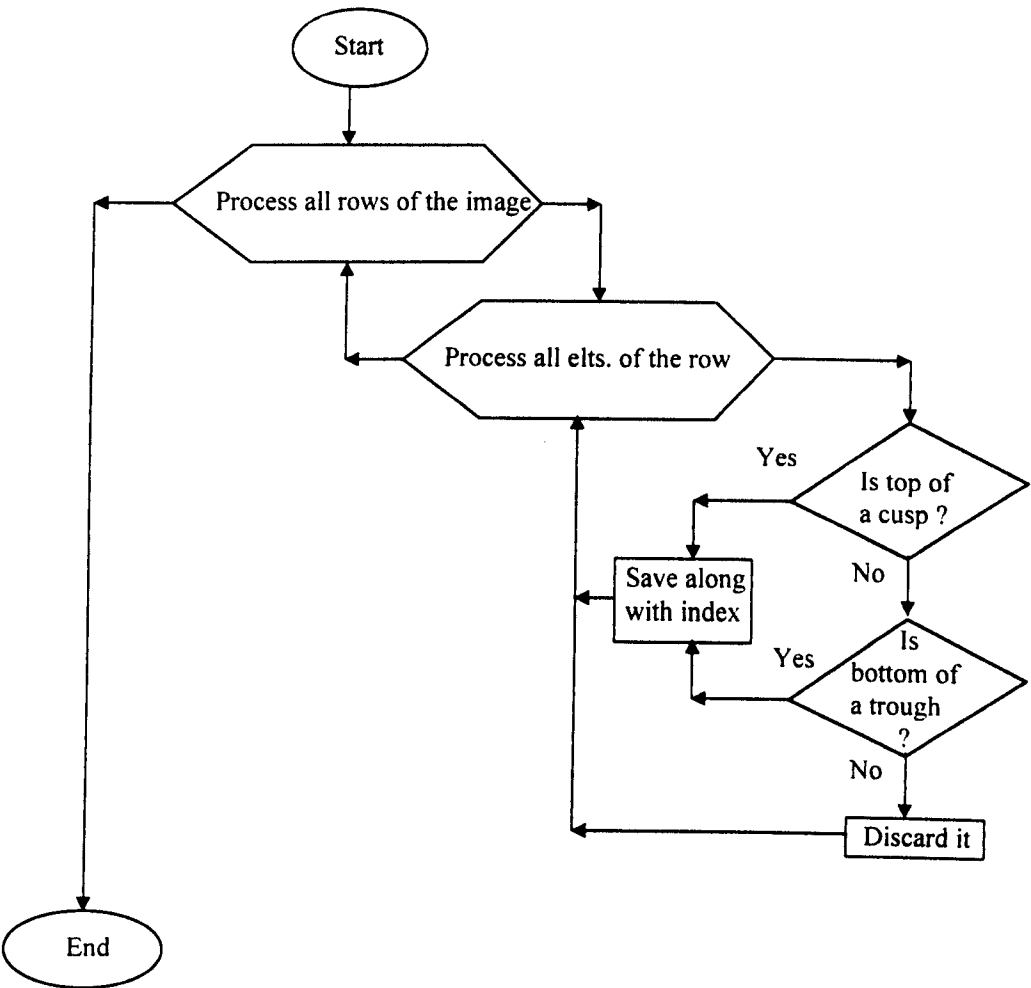 Start
Process all rows of the image
Process all elts. of the row
Yes
Is top of
a cusp ?
No
Save along
with index
Yes
Is
bottom of
a trough
?
No
Discard it
End